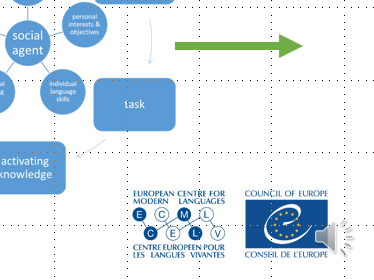 personal
interests &
objectives
social
agent
individual
language
skills
task
activating
knowledge
EUROPEAN CENTRE FOR
MODERN LANGUAGES
E C M L
C E L V
CENTRE EUROPEEN POUR
LES LANGUES VIVANTES
COUNCIL OF EUROPE
CONSEIL DE L'EUROPE